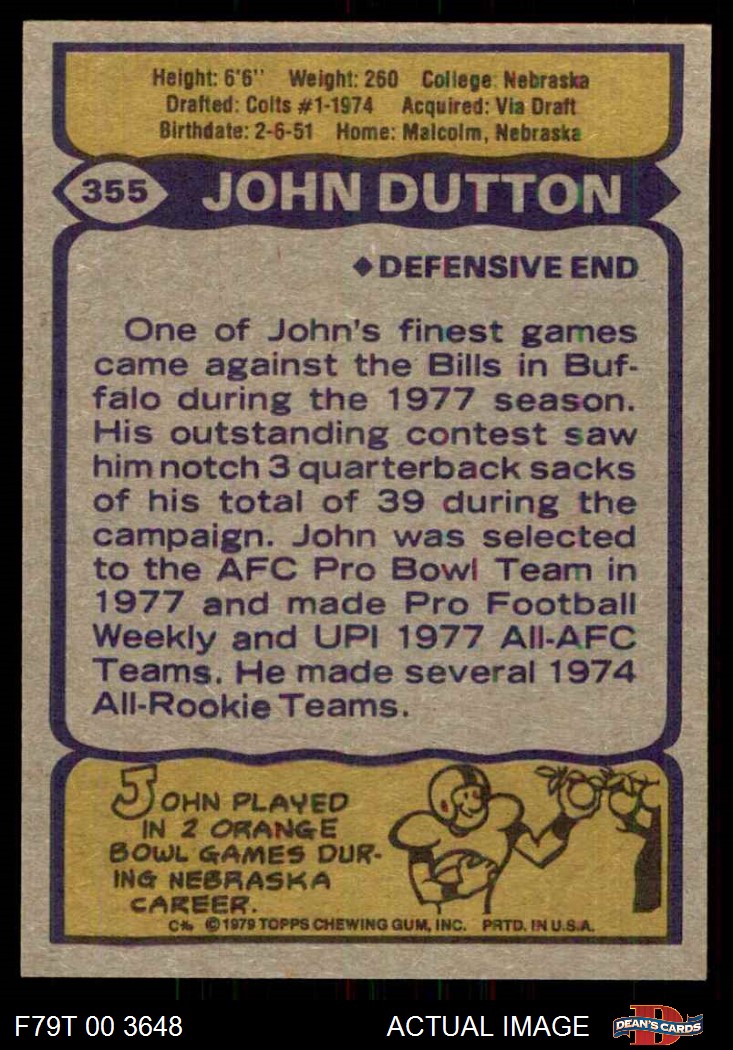 Height: 6'6" Weight: 260 College: Nebraska
Drafted: Colts #1-1974 Acquired: Via Draft
Birthdate: 2-6-51 Home: Malcolm, Nebraska
355 JOHN DUTTON
◆DEFENSIVE END
One of John's finest games
came against the Bills in Buf-
falo during the 1977 season.
His outstanding contest saw
him notch 3 quarterback sacks
of his total of 39 during the
campaign. John was selected
to the AFC Pro Bowl Team in
1977 and made Pro Football
Weekly and UPI 1977 All-AFC
Teams. He made several 1974
All-Rookie Teams.
JOHN PLAYED
IN 2 ORANGE
BOWL GAMES DUR-
ING NEBRASKA
CAREER.
C** ©1979 TOPPS CHEWING GUM, INC. PRTD. IN U.S.A.
F79T 00 3648 ACTUAL IMAGE D DEAN'S CARDS